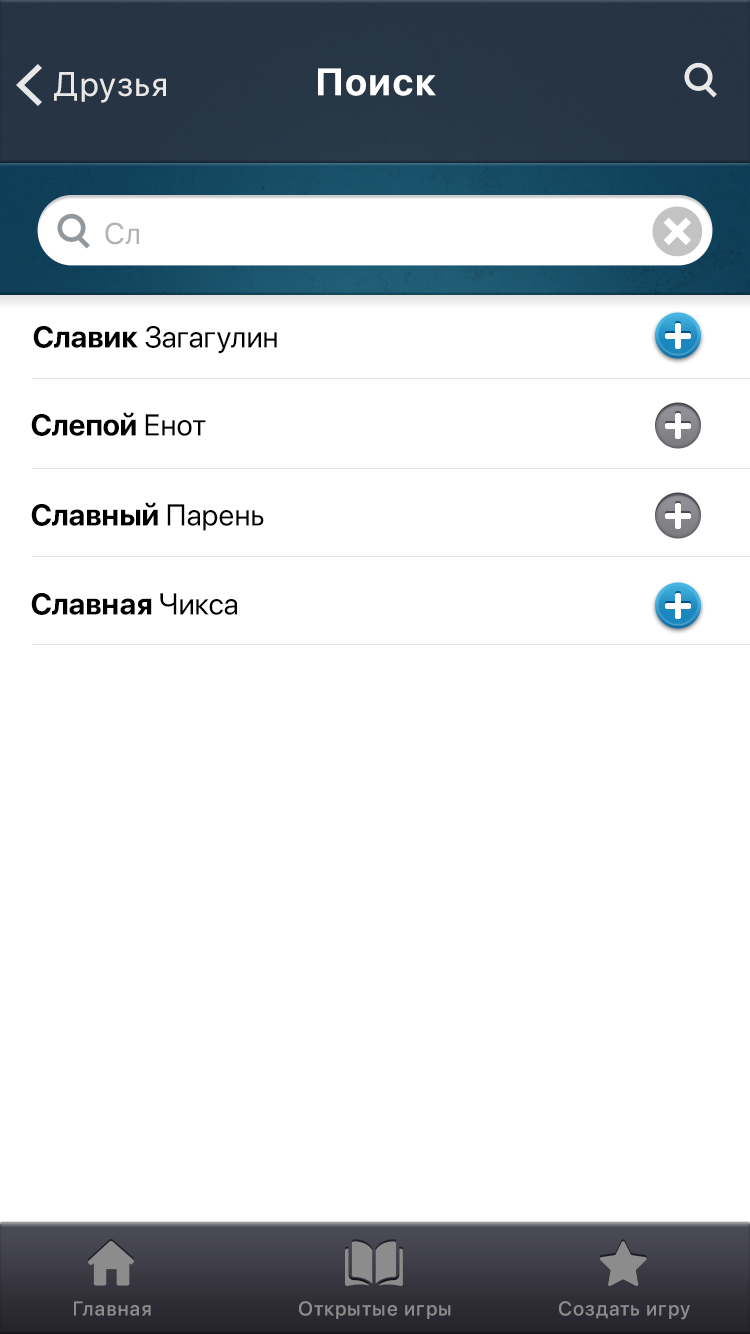 Друзья Поиск
Сл
Славик Загагулин
Слепой Енот
Славный Парень
Славная Чикса
Главная Открытые игры Создать игру